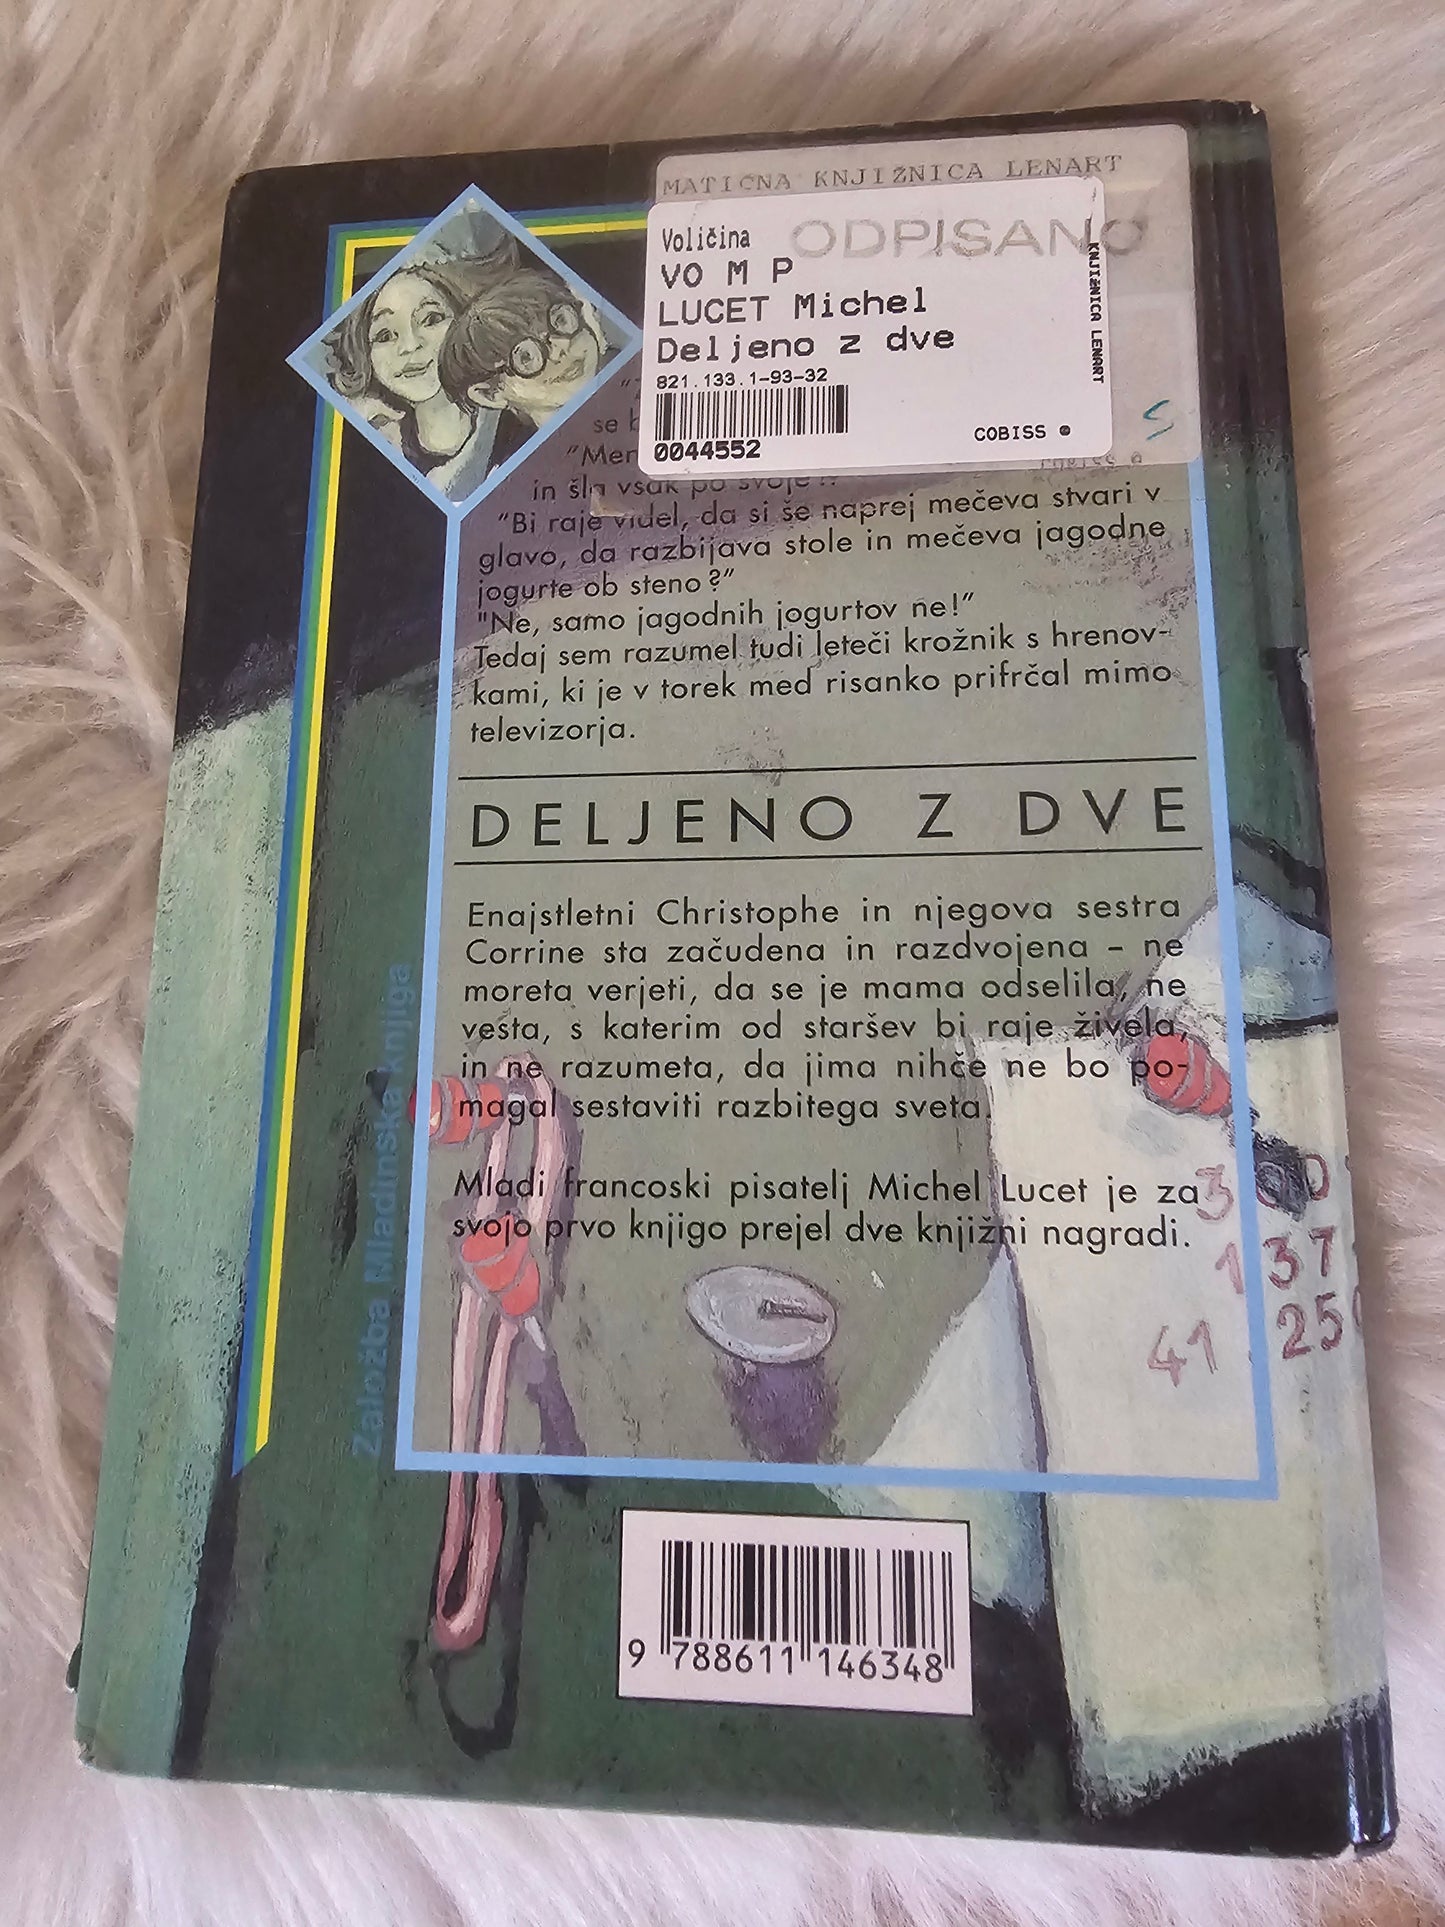 MATIČNA KNJIŽNICA LENART
ODPISANO
Voličina
VO M P
LUCET Michel
Deljeno z dve
821.133.1-93-32
0044552
COBISS
KNJIŽNICA LENART
se
"Mer
in šla vsak po svoje?"
"Bi raje videl, da si še naprej mečeva stvari v
glavo, da razbijava stole in mečeva jagodne
jogurte ob steno?"
"Ne, samo jagodnih jogurtov ne!"
Tedaj sem razumel tudi leteči krožnik s hrenov-
kami, ki je v torek med risanko prifrčal mimo
televizorja.
DELJENO Z DVE
Enajstletni Christophe in njegova sestra
Corrine sta začudena in razdvojena – ne
moreta verjeti, da se je mama odselila, ne
vesta, s katerim od staršev bi raje živela,
in ne razumeta, da jima nihče ne bo po-
magal sestaviti razbitega sveta.
Mladi francoski pisatelj Michel Lucet je za
svojo prvo knjigo prejel dve knjižni nagradi.
Založba Mladinska knjiga
300
137
41 250
9 788611 146348